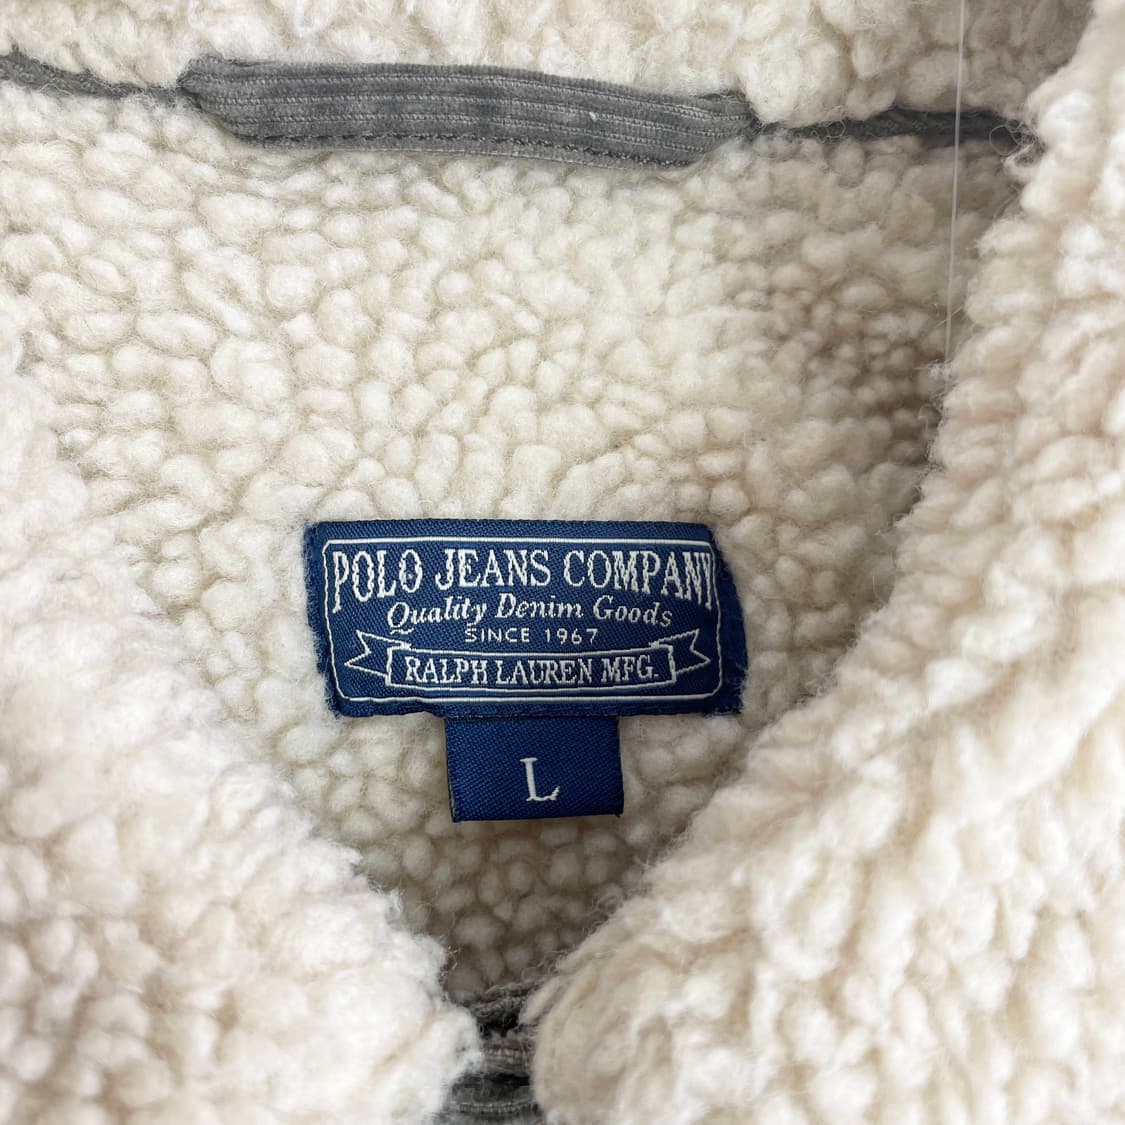 POLO JEANS COMPANY
Quality Denim Goods
SINCE 1967
RALPH LAUREN MFG.
L